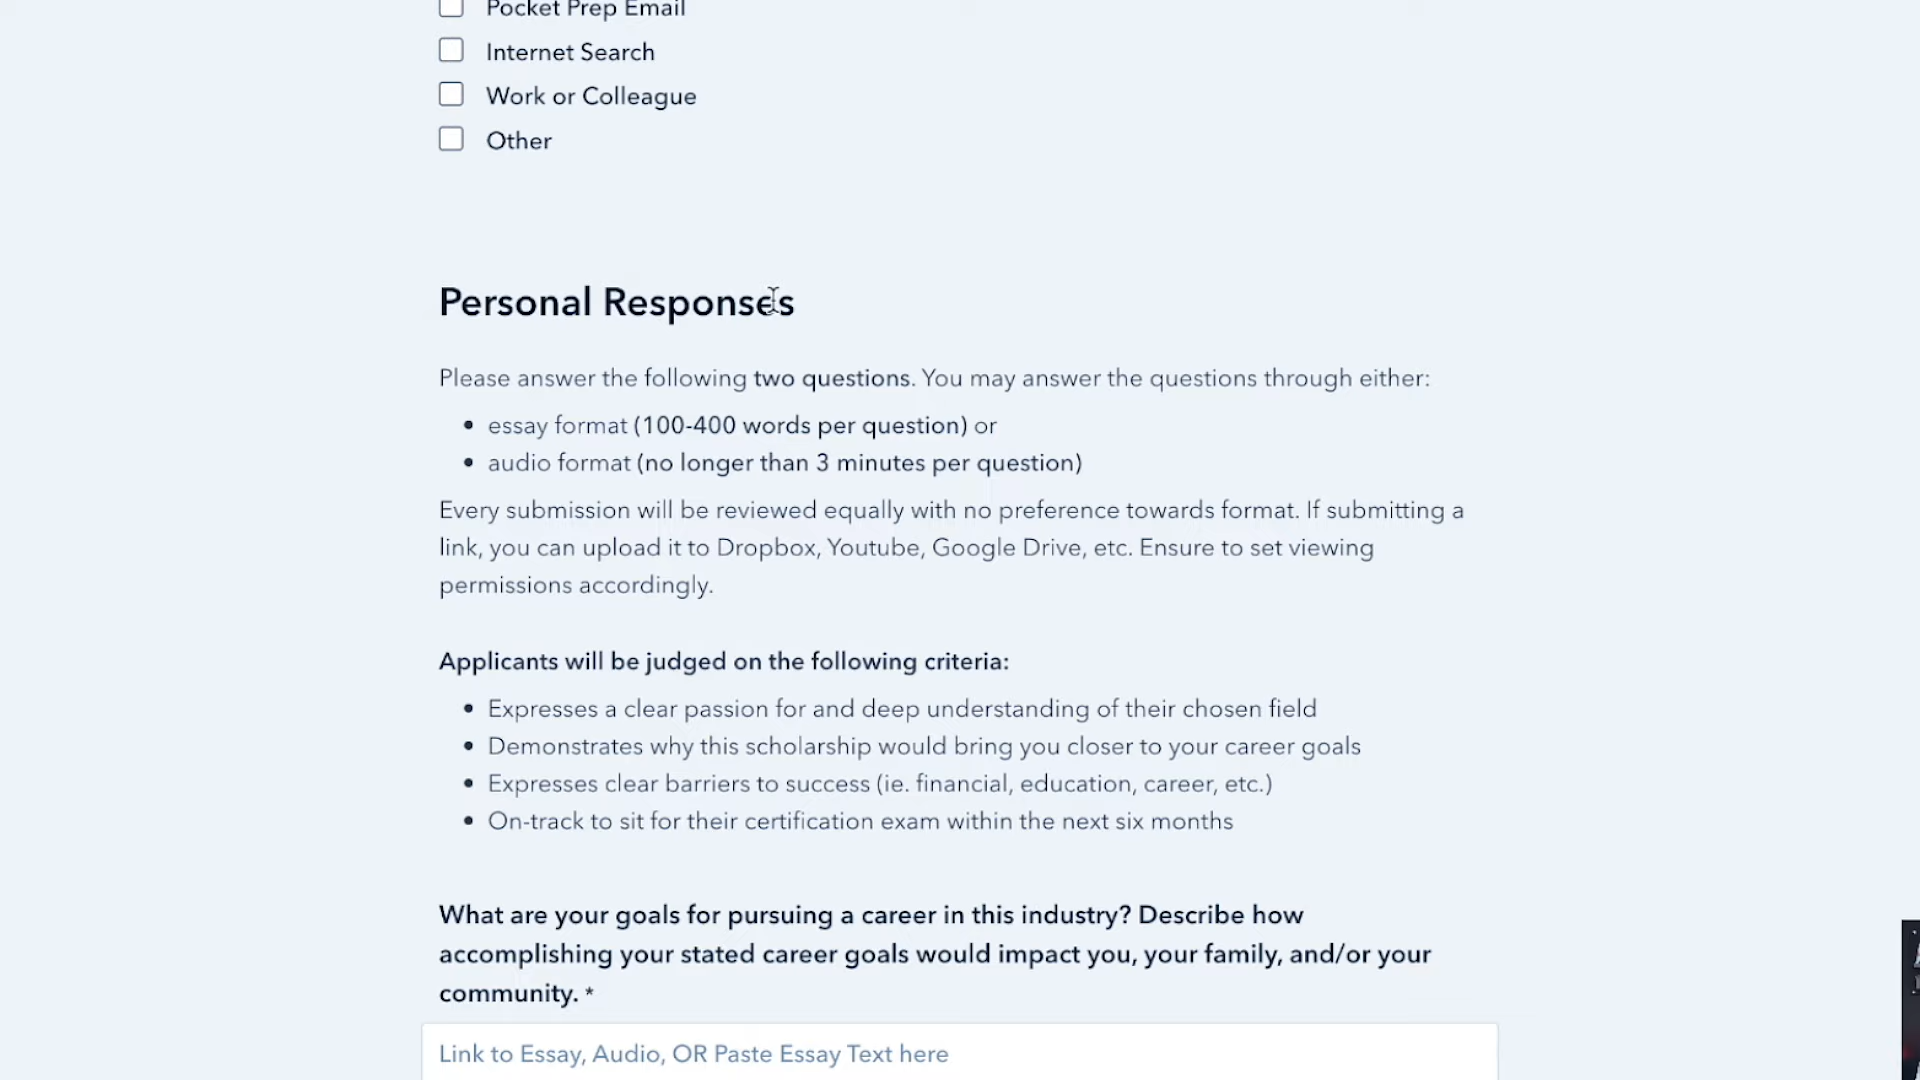 Pocket Prep Email
Internet Search
Work or Colleague
Other
Personal Responses
Please answer the following two questions. You may answer the questions through either:
• essay format (100-400 words per question) or
• audio format (no longer than 3 minutes per question)
Every submission will be reviewed equally with no preference towards format. If submitting a
link, you can upload it to Dropbox, Youtube, Google Drive, etc. Ensure to set viewing
permissions accordingly.
Applicants will be judged on the following criteria:
• Expresses a clear passion for and deep understanding of their chosen field
• Demonstrates why this scholarship would bring you closer to your career goals
• Expresses clear barriers to success (ie. financial, education, career, etc.)
• On-track to sit for their certification exam within the next six months
What are your goals for pursuing a career in this industry? Describe how
accomplishing your stated career goals would impact you, your family, and/or your
community. *
Link to Essay, Audio, OR Paste Essay Text here